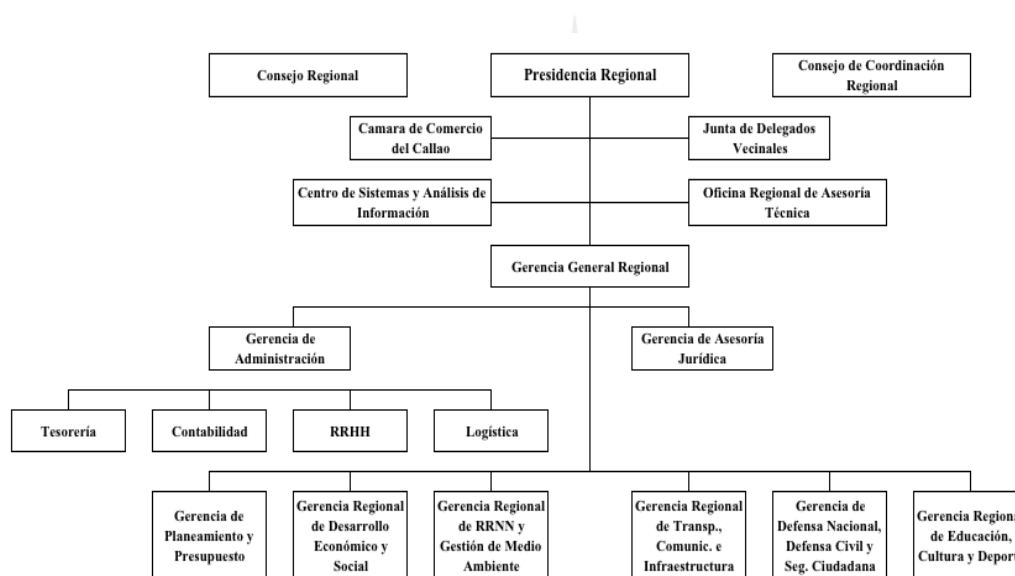 Consejo Regional
Presidencia Regional
Consejo de Coordinación
Regional
Camara de Comercio
del Callao
Junta de Delegados
Vecinales
Centro de Sistemas y Análisis de
Información
Oficina Regional de Asesoría
Técnica
Gerencia General Regional
Gerencia de
Administración
Gerencia de Asesoría
Jurídica
Tesorería
Contabilidad
RRHH
Logística
Gerencia de
Planeamiento y
Presupuesto
Gerencia Regional
de Desarrollo
Económico y
Social
Gerencia Regional
de RRNN y
Gestión de Medio
Ambiente
Gerencia Regional
de Transp.,
Comunic. e
Infraestructura
Gerencia de
Defensa Nacional,
Defensa Civil y
Seg. Ciudadana
Gerencia Regiona
de Educación,
Cultura y Deport